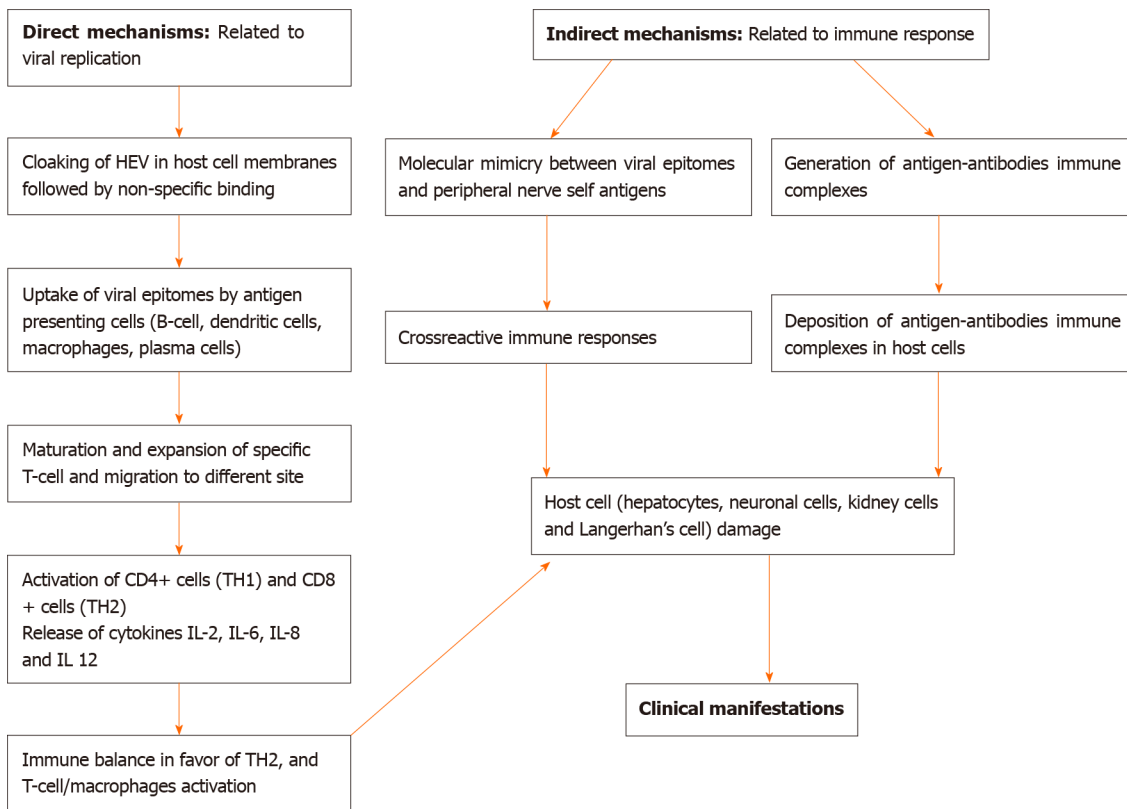 Direct mechanisms: Related to
viral replication
Cloaking of HEV in host cell membranes
followed by non-specific binding
Uptake of viral epitomes by antigen
presenting cells (B-cell, dendritic cells,
macrophages, plasma cells)
Maturation and expansion of specific
T-cell and migration to different site
Activation of CD4+ cells (TH1) and CD8
+ cells (TH2)
Release of cytokines IL-2, IL-6, IL-8
and IL 12
Immune balance in favor of TH2, and
T-cell/macrophages activation
Indirect mechanisms: Related to immune response
Molecular mimicry between viral epitomes
and peripheral nerve self antigens
Crossreactive immune responses
Generation of antigen-antibodies immune
complexes
Deposition of antigen-antibodies immune
complexes in host cells
Host cell (hepatocytes, neuronal cells, kidney cells
and Langerhan's cell) damage
Clinical manifestations